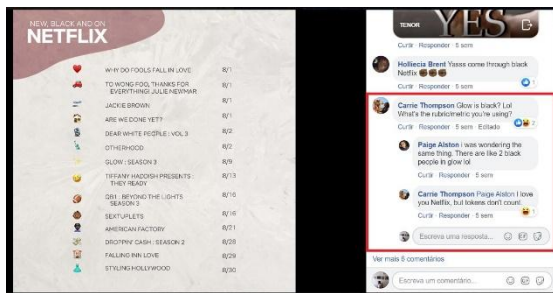 NEW, BLACK AND ON
NETFLIX
WHY DO FOOLS FALL IN LOVE 8/1
TO WONG FOO, THANKS FOR
EVERYTHING! JULIE NEWMAR 8/1
JACKIE BROWN 8/1
ARE WE DONE YET? 8/1
DEAR WHITE PEOPLE : VOL 3 8/2
OTHERHOOD 8/2
GLOW : SEASON 3 8/9
TIFFANY HADDISH PRESENTS :
THEY READY 8/13
QB1 : BEYOND THE LIGHTS
SEASON 3 8/16
SEXTUPLETS 8/16
AMERICAN FACTORY 8/21
DROPPIN' CASH : SEASON 2 8/28
FALLING INN LOVE 8/29
STYLING HOLLYWOOD 8/30
TENOR
YES
Curtir · Responder · 5 sem
Holliecia Brent Yasss come through black
Netflix
1
Carrie Thompson Glow is black? Lol
What's the rubric/metric you're using?
2
Curtir · Responder · 5 sem · Editado
Paige Alston i was wondering the
same thing. There are like 2 black
people in glow lol
Curtir · Responder · 5 sem
Carrie Thompson Paige Alston I love
you Netflix, but tokens don't count.
1
Curtir · Responder · 5 sem
Escreva uma resposta...
Ver mais 6 comentários
Escreva um comentário...